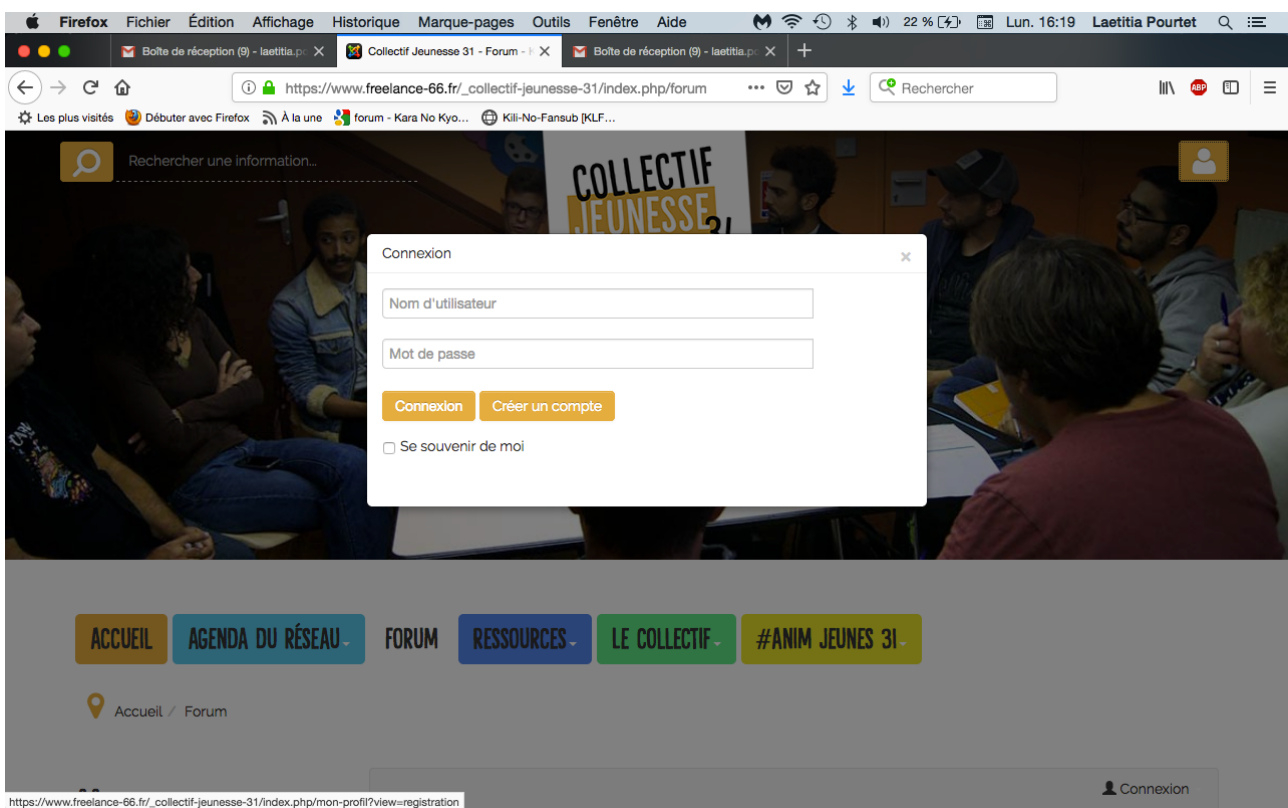 Firefox Fichier Édition Affichage Historique Marque-pages Outils Fenêtre Aide 22 % Lun. 16:19 Laetitia Pourtet
Boîte de réception (9) - laetitia.pc Collectif Jeunesse 31 - Forum - Boîte de réception (9) - laetitia.pc
https://www.freelance-66.fr/_collectif-jeunesse-31/index.php/forum Rechercher ABP
Les plus visités Débuter avec Firefox À la une forum - Kara No Kyo... Kili-No-Fansub [KLF...
Rechercher une information...
COLLECTIF
JEUNESSE 31
Connexion
Nom d'utilisateur
Mot de passe
Connexion Créer un compte
Se souvenir de moi
ACCUEIL AGENDA DU RÉSEAU FORUM RESSOURCES LE COLLECTIF #ANIM JEUNES 31
Accueil / Forum
Connexion
https://www.freelance-66.fr/_collectif-jeunesse-31/index.php/mon-profil?view=registration